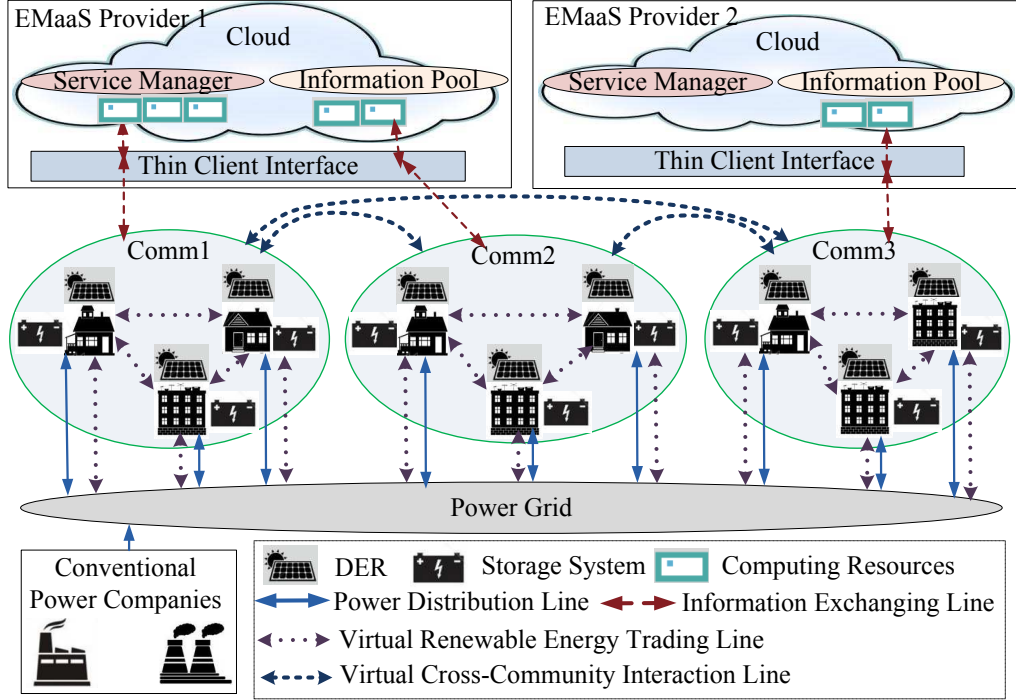 EMaaS Provider 1
Cloud
Service Manager
Information Pool
Thin Client Interface
EMaaS Provider 2
Cloud
Service Manager
Information Pool
Thin Client Interface
Comm1
Comm2
Comm3
Power Grid
Conventional
Power Companies
DER
Storage System
Computing Resources
Power Distribution Line
Information Exchanging Line
Virtual Renewable Energy Trading Line
Virtual Cross-Community Interaction Line